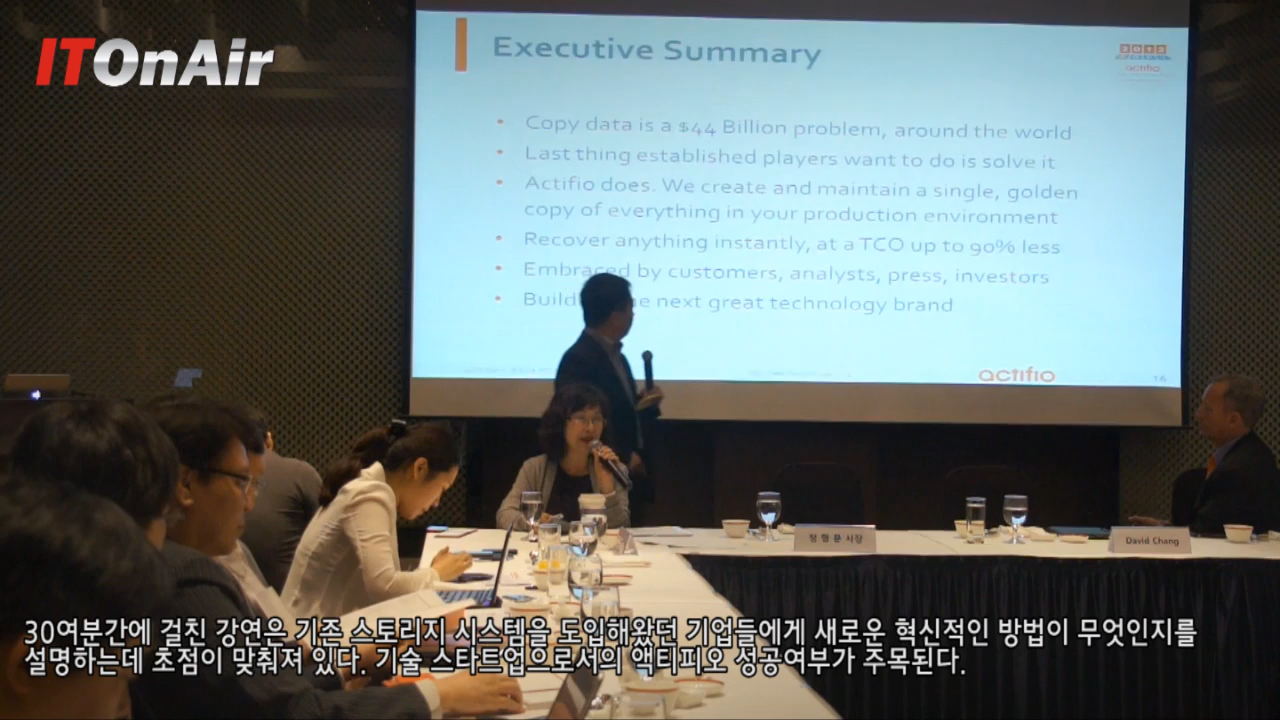 ITOnAir
Executive Summary
actifio
• Copy data is a $44 Billion problem, around the world
• Last thing established players want to do is solve it
• Actifio does. We create and maintain a single, golden
copy of everything in your production environment
• Recover anything instantly, at a TCO up to 90% less
• Embraced by customers, analysts, press, investors
• Build next great technology brand
actifio
16
David Chang
30여분간에 걸친 강연은 기존 스토리지 시스템을 도입해왔던 기업들에게 새로운 혁신적인 방법이 무엇인지를
설명하는데 초점이 맞춰져 있다. 기술 스타트업으로서의 액티피오 성공여부가 주목된다.